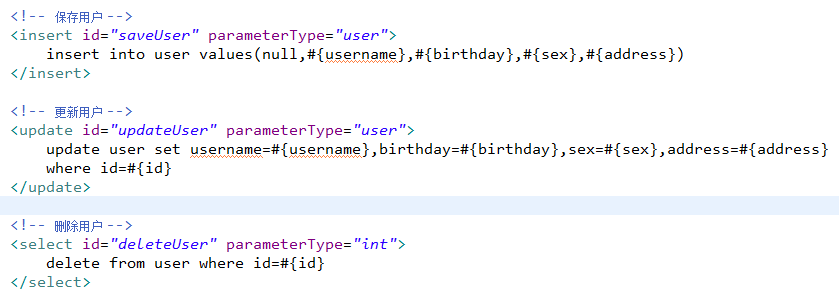 <!-- 保存用户 -->
<insert id="saveUser" parameterType="user">
insert into user values(null,#{username},#{birthday},#{sex},#{address})
</insert>
<!-- 更新用户 -->
<update id="updateUser" parameterType="user">
update user set username=#{username},birthday=#{birthday},sex=#{sex},address=#{address}
where id=#{id}
</update>
<!-- 删除用户 -->
<select id="deleteUser" parameterType="int">
delete from user where id=#{id}
</select>